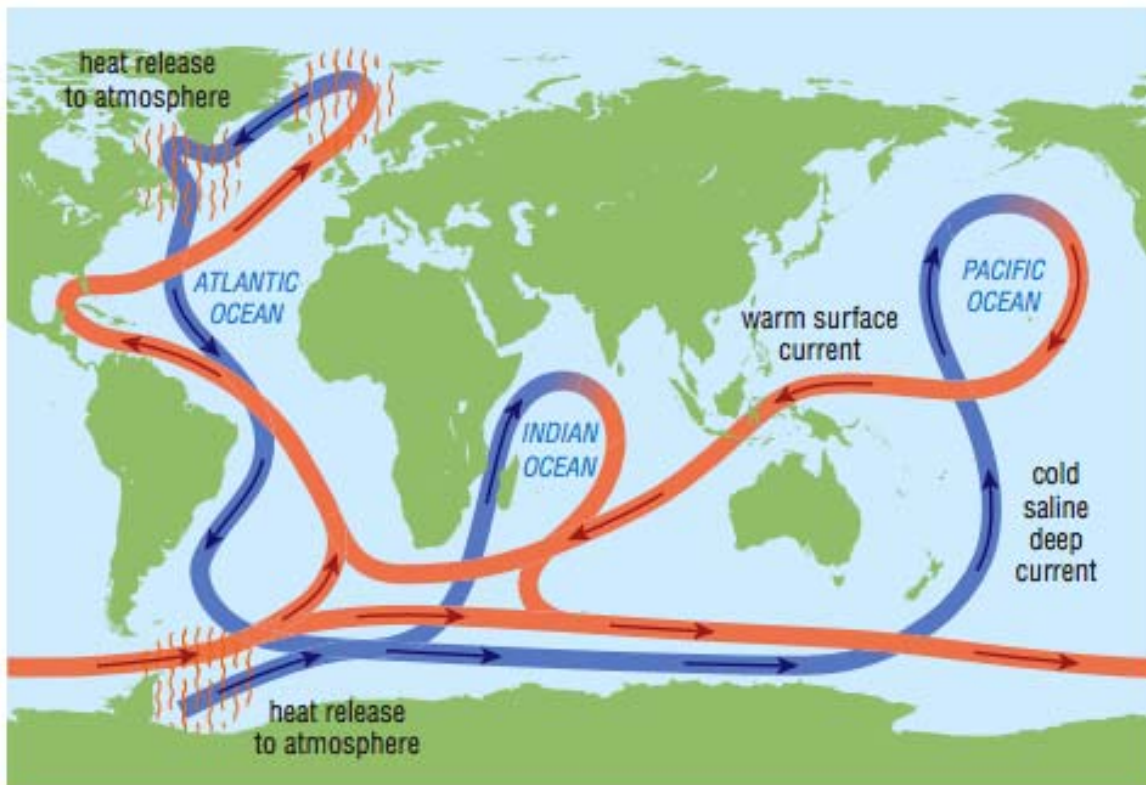 heat release
to atmosphere
ATLANTIC
OCEAN
PACIFIC
OCEAN
warm surface
current
INDIAN
OCEAN
cold
saline
deep
current
heat release
to atmosphere